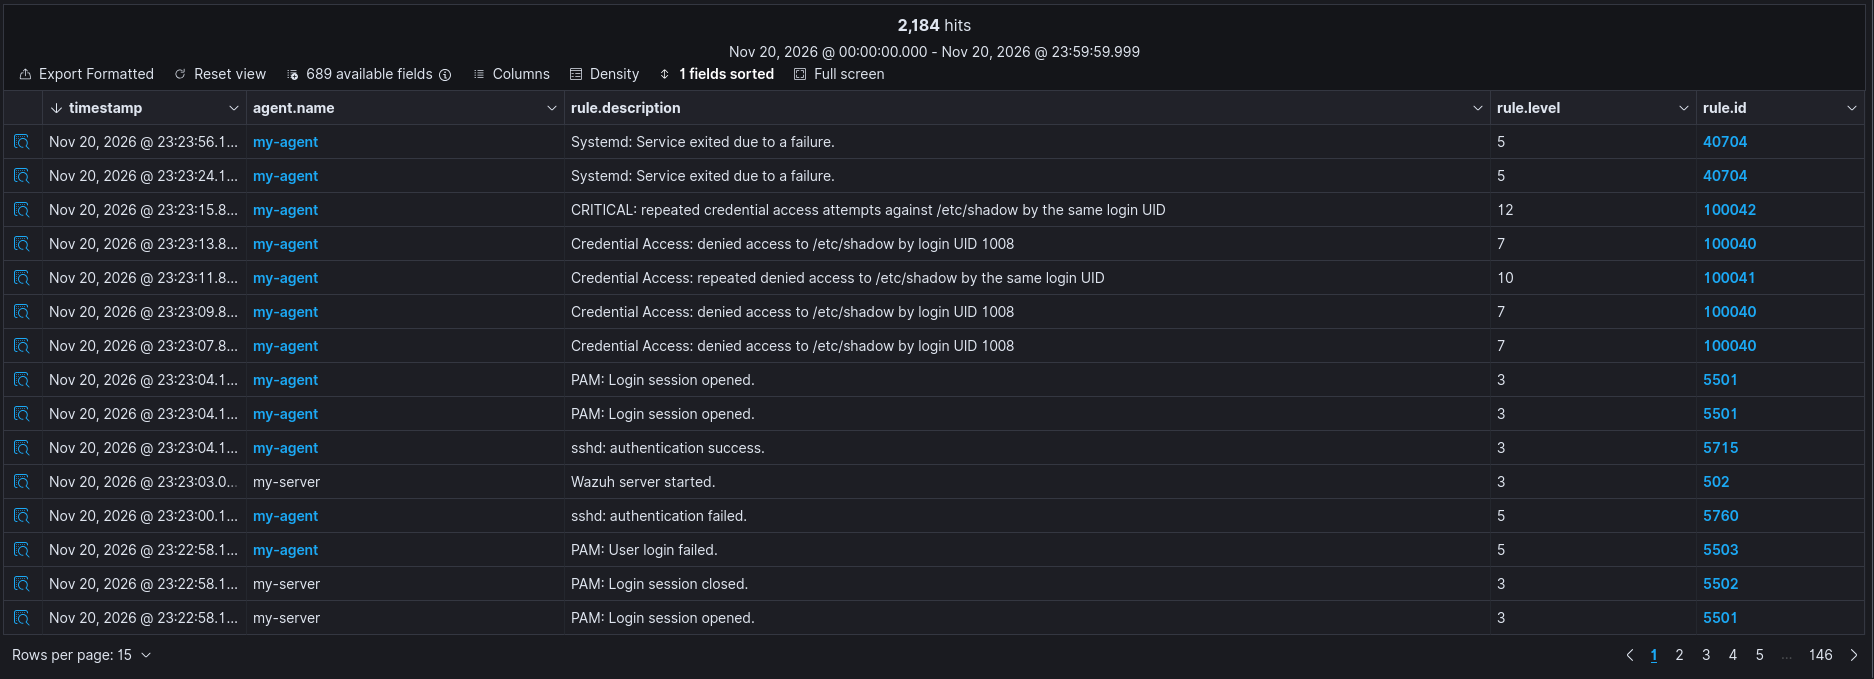 2,184 hits
Nov 20, 2026 @ 00:00:00.000 - Nov 20, 2026 @ 23:59:59.999
Export Formatted Reset view 689 available fields Columns Density 1 fields sorted Full screen
timestamp agent.name rule.description rule.level rule.id
Nov 20, 2026 @ 23:23:56.1... my-agent Systemd: Service exited due to a failure. 5 40704
Nov 20, 2026 @ 23:23:24.1... my-agent Systemd: Service exited due to a failure. 5 40704
Nov 20, 2026 @ 23:23:15.8... my-agent CRITICAL: repeated credential access attempts against /etc/shadow by the same login UID 12 100042
Nov 20, 2026 @ 23:23:13.8... my-agent Credential Access: denied access to /etc/shadow by login UID 1008 7 100040
Nov 20, 2026 @ 23:23:11.8... my-agent Credential Access: repeated denied access to /etc/shadow by the same login UID 10 100041
Nov 20, 2026 @ 23:23:09.8... my-agent Credential Access: denied access to /etc/shadow by login UID 1008 7 100040
Nov 20, 2026 @ 23:23:07.8... my-agent Credential Access: denied access to /etc/shadow by login UID 1008 7 100040
Nov 20, 2026 @ 23:23:04.1... my-agent PAM: Login session opened. 3 5501
Nov 20, 2026 @ 23:23:04.1... my-agent PAM: Login session opened. 3 5501
Nov 20, 2026 @ 23:23:04.1... my-agent sshd: authentication success. 3 5715
Nov 20, 2026 @ 23:23:03.0... my-server Wazuh server started. 3 502
Nov 20, 2026 @ 23:23:00.1... my-agent sshd: authentication failed. 5 5760
Nov 20, 2026 @ 23:22:58.1... my-agent PAM: User login failed. 5 5503
Nov 20, 2026 @ 23:22:58.1... my-server PAM: Login session closed. 3 5502
Nov 20, 2026 @ 23:22:58.1... my-server PAM: Login session opened. 3 5501
Rows per page: 15 1 2 3 4 5 ... 146